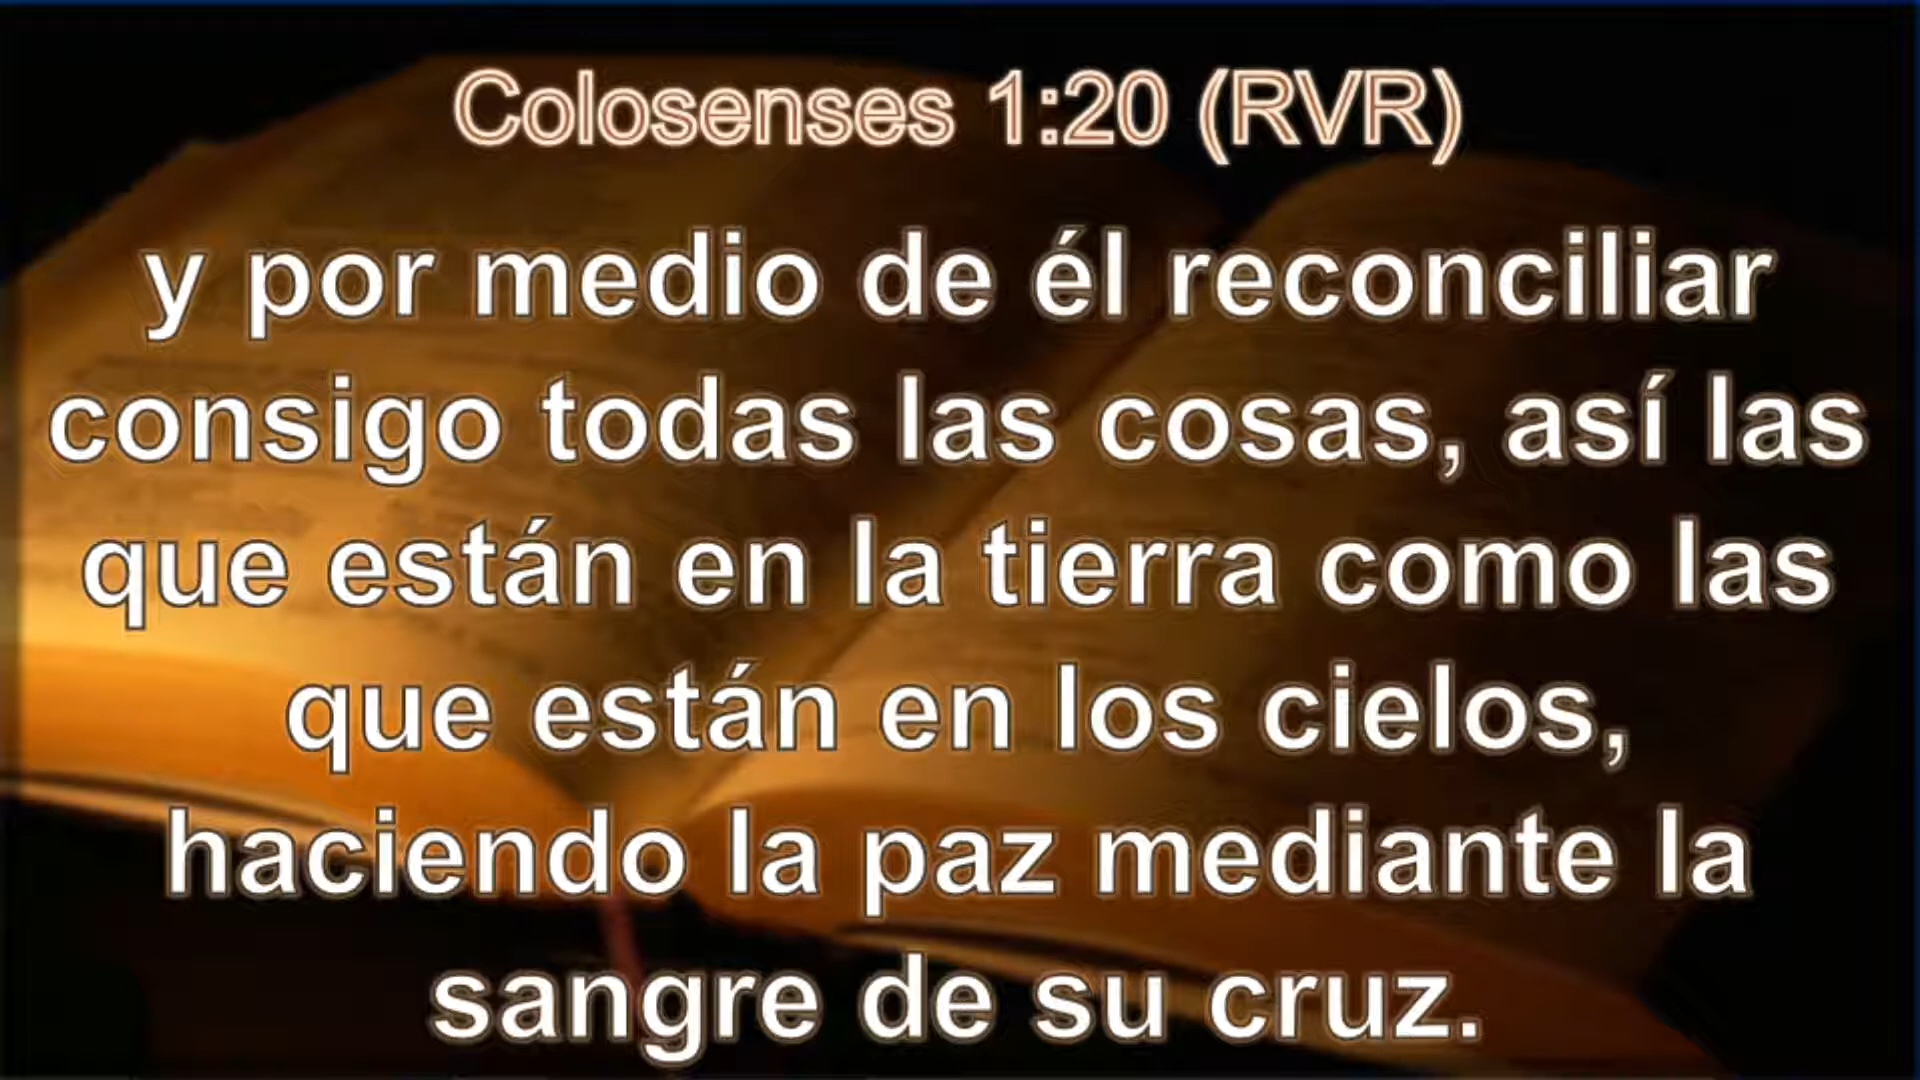 Colosenses 1:20 (RVR)
y por medio de él reconciliar
consigo todas las cosas, así las
que están en la tierra como las
que están en los cielos,
haciendo la paz mediante la
sangre de su cruz.